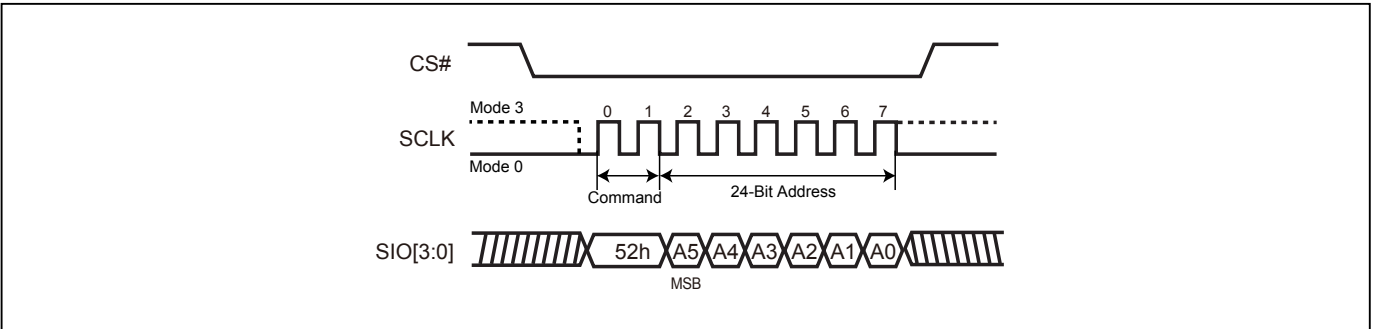 CS#
Mode 3
0 1 2 3 4 5 6 7
SCLK
Mode 0
Command
24-Bit Address
SIO[3:0]
52h A5 A4 A3 A2 A1 A0
MSB